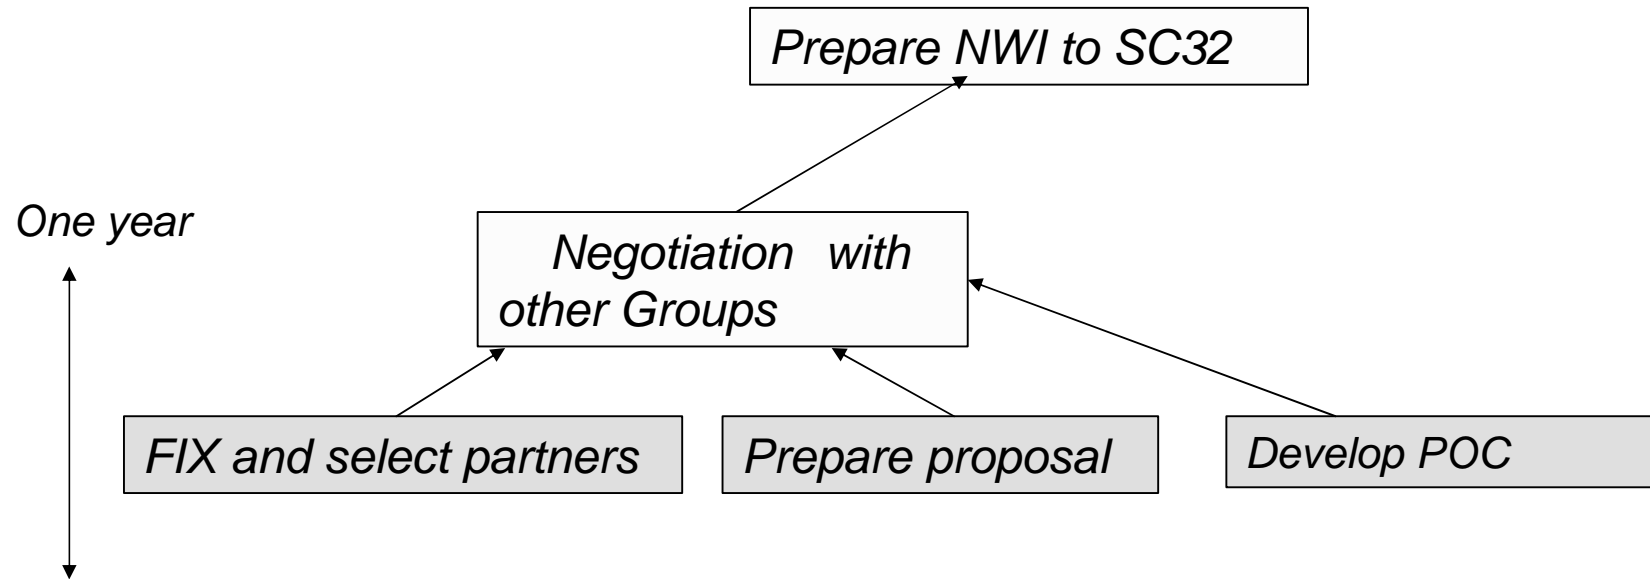 Prepare NWI to SC32
One year
Negotiation with
other Groups
FIX and select partners
Prepare proposal
Develop POC